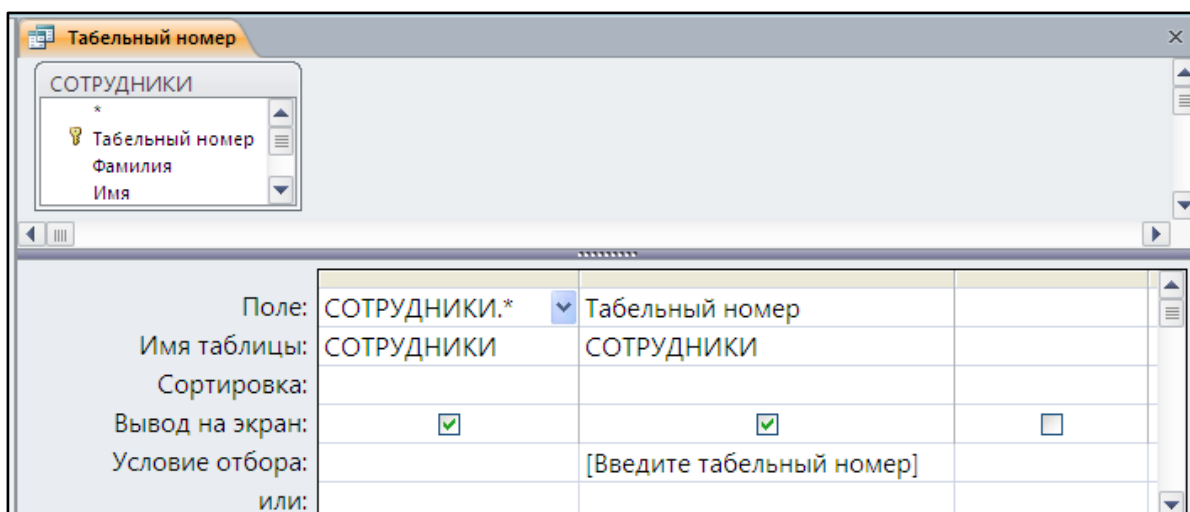 Табельный номер
СОТРУДНИКИ
*
Табельный номер
Фамилия
Имя
Поле: СОТРУДНИКИ.* Табельный номер
Имя таблицы: СОТРУДНИКИ СОТРУДНИКИ
Сортировка:
Вывод на экран:
Условие отбора: [Введите табельный номер]
или: